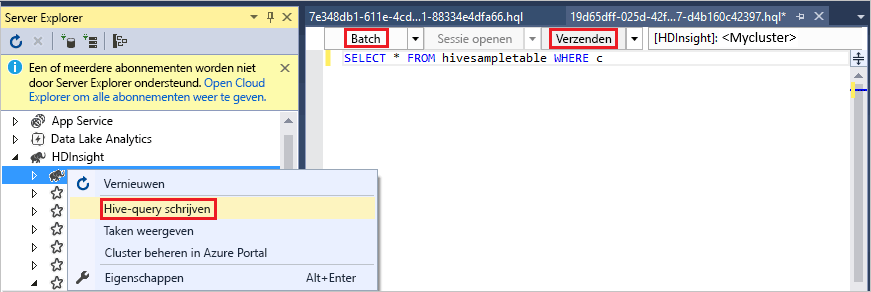 Server Explorer
Een of meerdere abonnementen worden niet
door Server Explorer ondersteund. Open Cloud
Explorer om alle abonnementen weer te geven.
App Service
Data Lake Analytics
HDInsight
Vernieuwen
Hive-query schrijven
Taken weergeven
Cluster beheren in Azure Portal
Eigenschappen Alt+Enter
7e348db1-611e-4cd...1-88334e4dfa66.hql 19d65dff-025d-42f...7-d4b160c42397.hql*
Batch Sessie openen Verzenden [HDInsight]: <Mycluster>
SELECT * FROM hivesampletable WHERE c